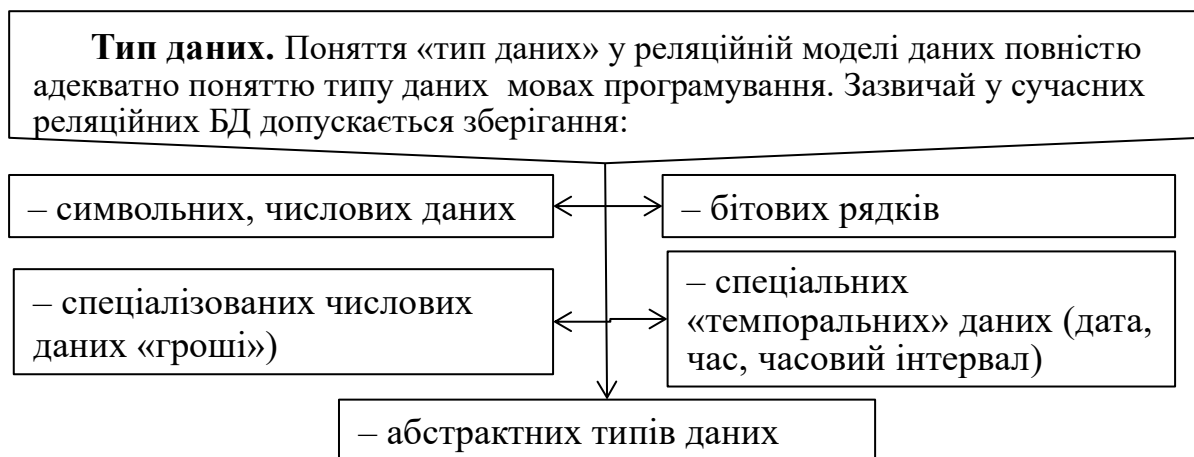 Тип даних. Поняття «тип даних» у реляційній моделі даних повністю
адекватно поняттю типу даних  мовах програмування. Зазвичай у сучасних
реляційних БД допускається зберігання:
– символьних, числових даних
– бітових рядків
– спеціалізованих числових
даних «гроші»)
– спеціальних
«темпоральних» даних (дата,
час, часовий інтервал)
– абстрактних типів даних